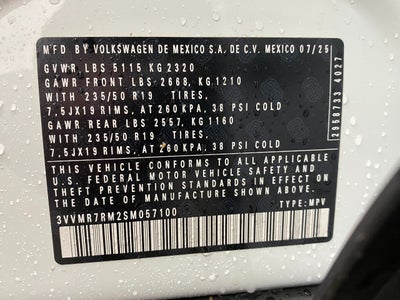 MFD BY VOLKSWAGEN DE MEXICO S.A. DE C.V. MEXICO 07/25
GVWR LBS 5115 KG 2320
GAWR FRONT LBS 2668, KG 1210
WITH 235/50 R19 TIRES.
7,5JX19 RIMS, AT 260 KPA, 38 PSI COLD
GAWR REAR LBS 2557, KG 1160
WITH 235/50 R19 TIRES.
7,5JX19 RIMS, AT 260 KPA, 38 PSI COLD
THIS VEHICLE CONFORMS TO ALL APPLICABLE
U.S. FEDERAL MOTOR VEHICLE SAFETY AND
THEFT PREVENTION STANDARDS IN EFFECT ON
THE DATE OF MANUFACTURE SHOWN ABOVE.
3VVMR7RM2SM057100 TYPE: MPV
2958733 4027